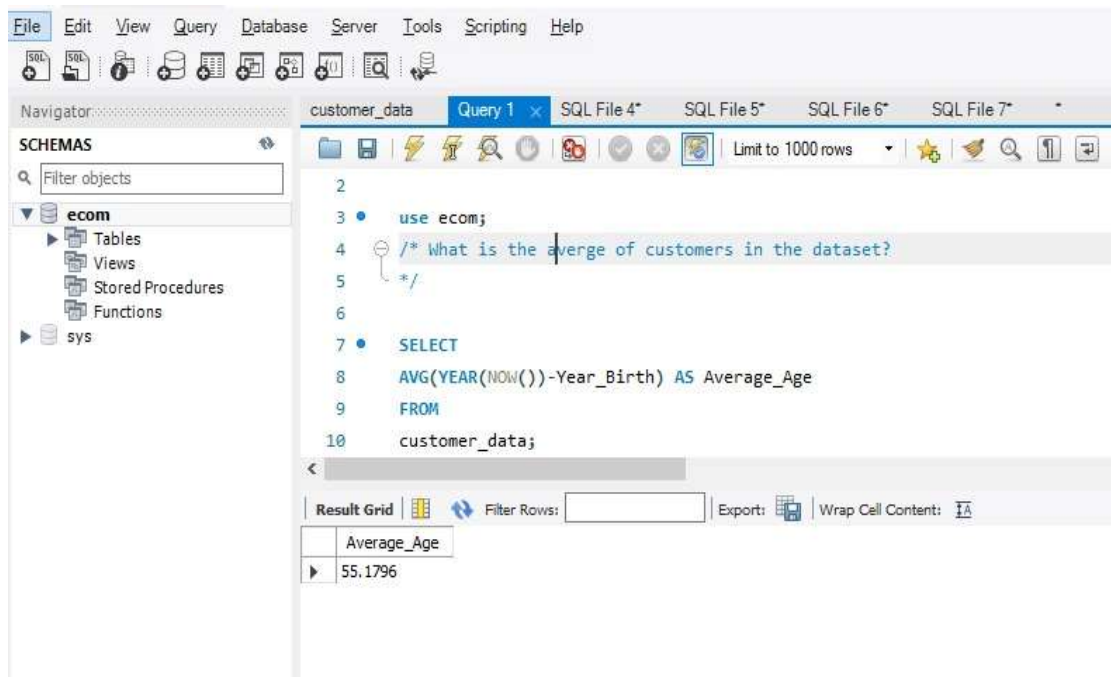 File Edit View Query Database Server Tools Scripting Help
Navigator
SCHEMAS
Filter objects
ecom
Tables
Views
Stored Procedures
Functions
sys
customer_data Query 1 SQL File 4* SQL File 5* SQL File 6* SQL File 7*
Limit to 1000 rows
2
3 use ecom;
4 /* What is the averge of customers in the dataset?
5 */
6
7 SELECT
8 AVG(YEAR(NOW())-Year_Birth) AS Average_Age
9 FROM
10 customer_data;
Result Grid Filter Rows: Export: Wrap Cell Content:
Average_Age
55.1796